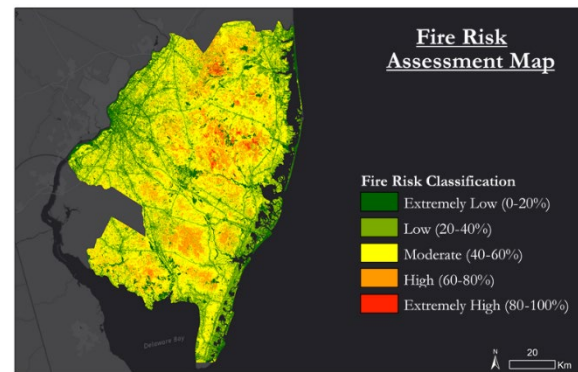 Fire Risk
Assessment Map
Fire Risk Classification
Extremely Low (0-20%)
Low (20-40%)
Moderate (40-60%)
High (60-80%)
Extremely High (80-100%)
Delaware Bay
N
20
Km